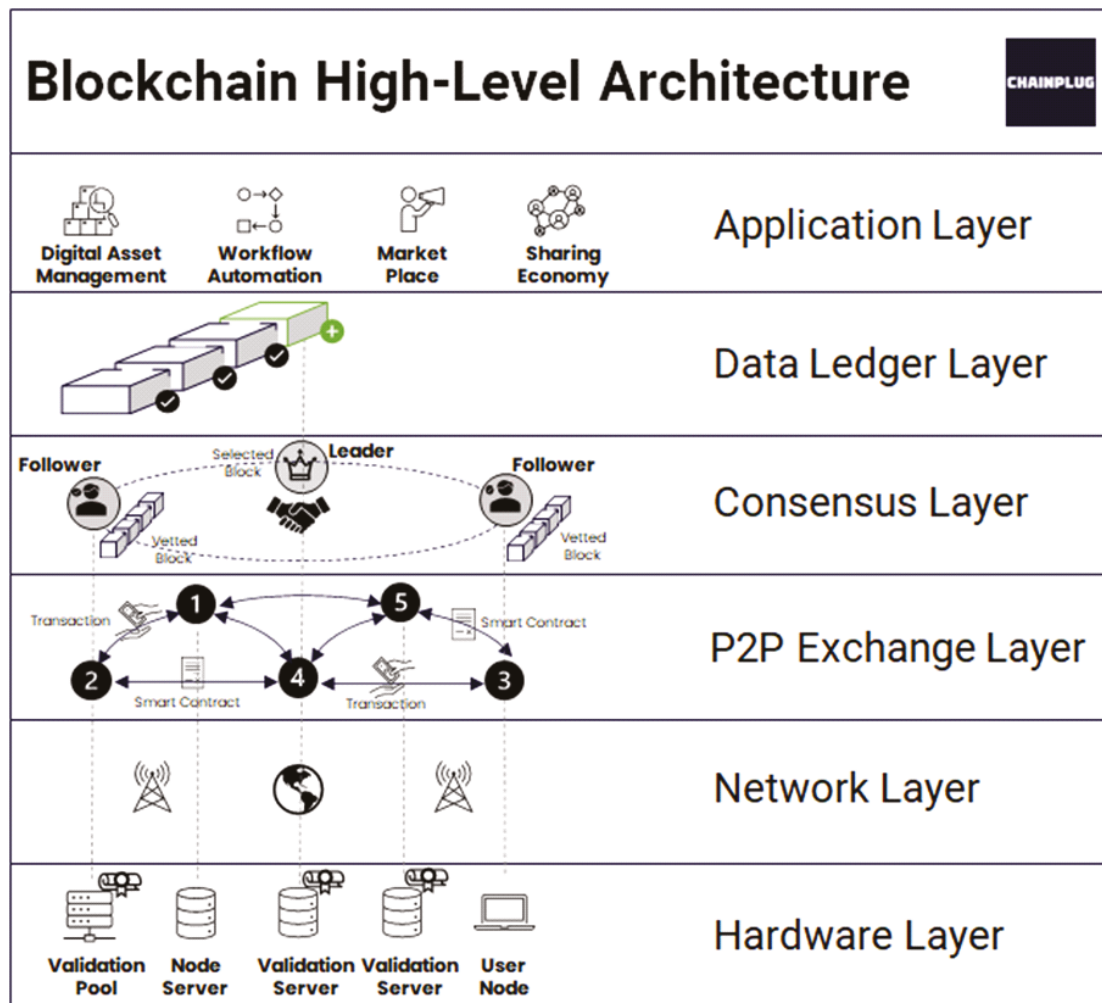 Blockchain High-Level Architecture
CHAINPLUG
Digital Asset
Management
Workflow
Automation
Market
Place
Sharing
Economy
Application Layer
Data Ledger Layer
Follower
Selected
Block
Leader
Follower
Vetted
Block
Vetted
Block
Consensus Layer
1
5
Transaction
Smart Contract
2
4
3
Smart Contract
Transaction
P2P Exchange Layer
Network Layer
Validation
Pool
Node
Server
Validation
Server
Validation
Server
User
Node
Hardware Layer